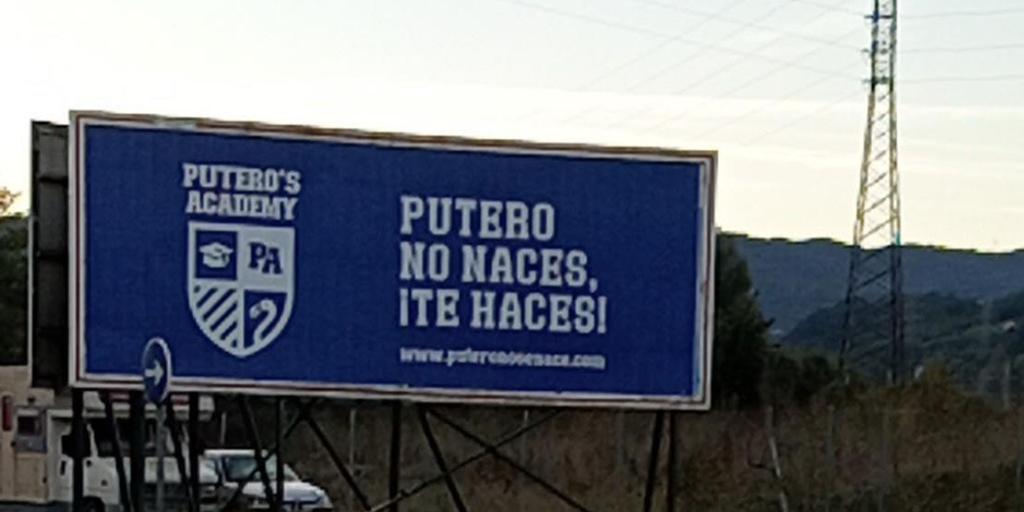 PUTERO'S
ACADEMY
PA
PUTERO
NO NACES,
¡TE HACES!
www.puteronosenace.com